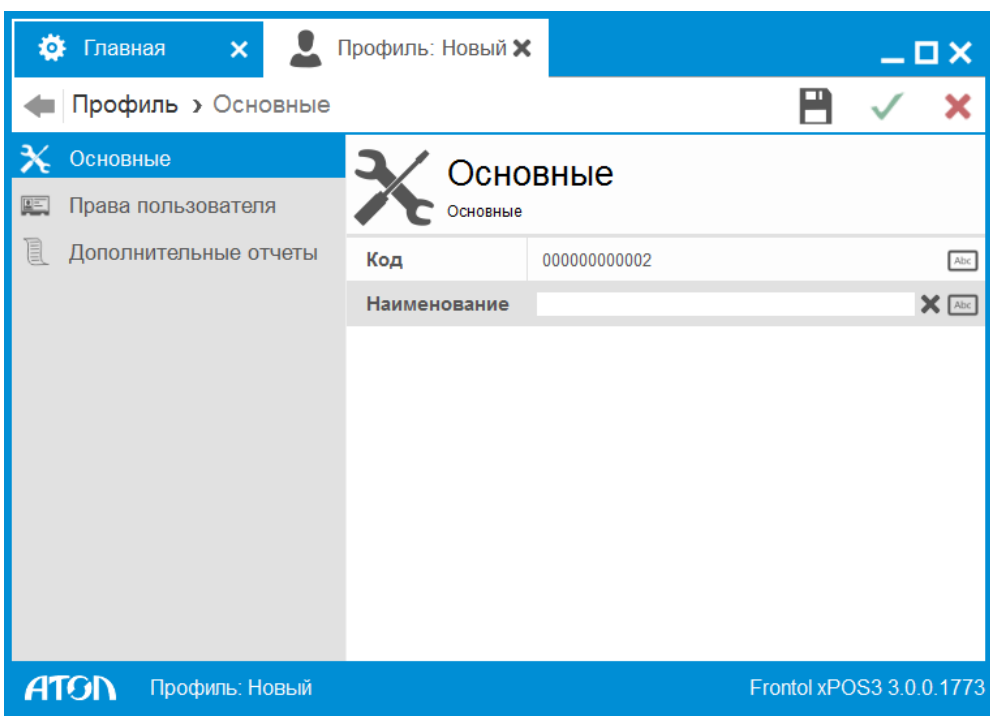 Главная
Профиль: Новый
Профиль › Основные
Основные
Права пользователя
Дополнительные отчеты
Основные
Основные
Код 000000000002 Abc
Наименование Abc
АТОЛ Профиль: Новый Frontol xPOS3 3.0.0.1773